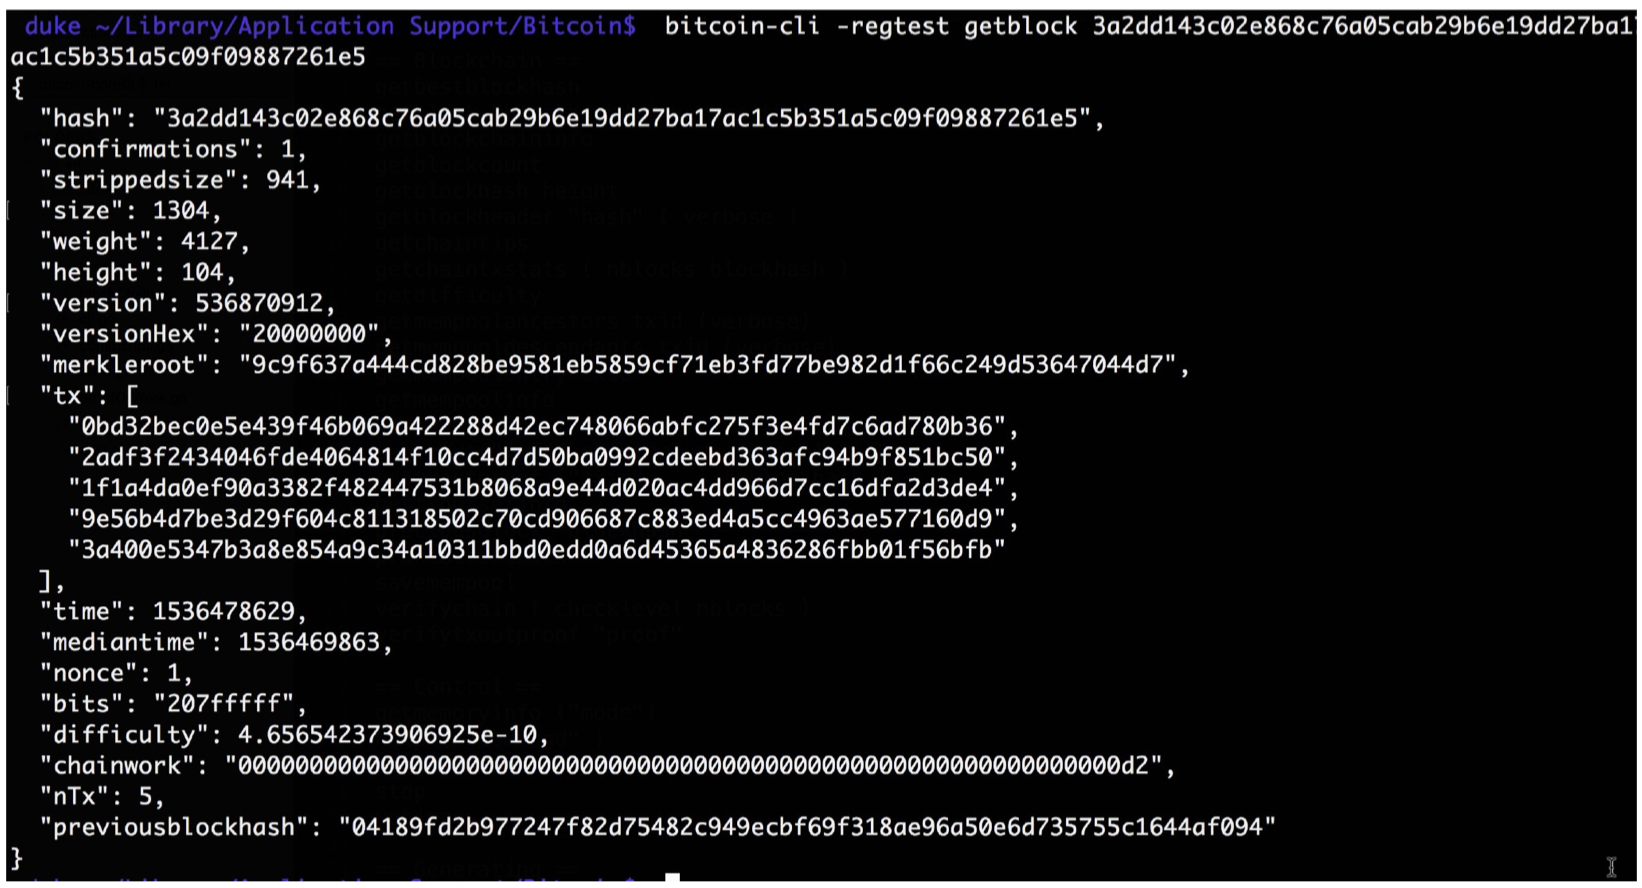 duke ~/Library/Application Support/Bitcoin$ bitcoin-cli -regtest getblock 3a2dd143c02e868c76a05cab29b6e19dd27ba17
ac1c5b351a5c09f09887261e5
{
"hash": "3a2dd143c02e868c76a05cab29b6e19dd27ba17ac1c5b351a5c09f09887261e5",
"confirmations": 1,
"strippedsize": 941,
"size": 1304,
"weight": 4127,
"height": 104,
"version": 536870912,
"versionHex": "20000000",
"merkleroot": "9c9f637a444cd828be9581eb5859cf71eb3fd77be982d1f66c249d53647044d7",
"tx": [
"0bd32bec0e5e439f46b069a422288d42ec748066abfc275f3e4fd7c6ad780b36",
"2adf3f2434046fde4064814f10cc4d7d50ba0992cdeebd363afc94b9f851bc50",
"1f1a4da0ef90a3382f482447531b8068a9e44d020ac4dd966d7cc16dfa2d3de4",
"9e56b4d7be3d29f604c811318502c70cd906687c883ed4a5cc4963ae577160d9",
"3a400e5347b3a8e854a9c34a10311bbd0edd0a6d45365a4836286fbb01f56bfb"
],
"time": 1536478629,
"mediantime": 1536469863,
"nonce": 1,
"bits": "207fffff",
"difficulty": 4.656542373906925e-10,
"chainwork": "00000000000000000000000000000000000000000000000000000000000000d2",
"nTx": 5,
"previousblockhash": "04189fd2b977247f82d75482c949ecbf69f318ae96a50e6d735755c1644af094"
}